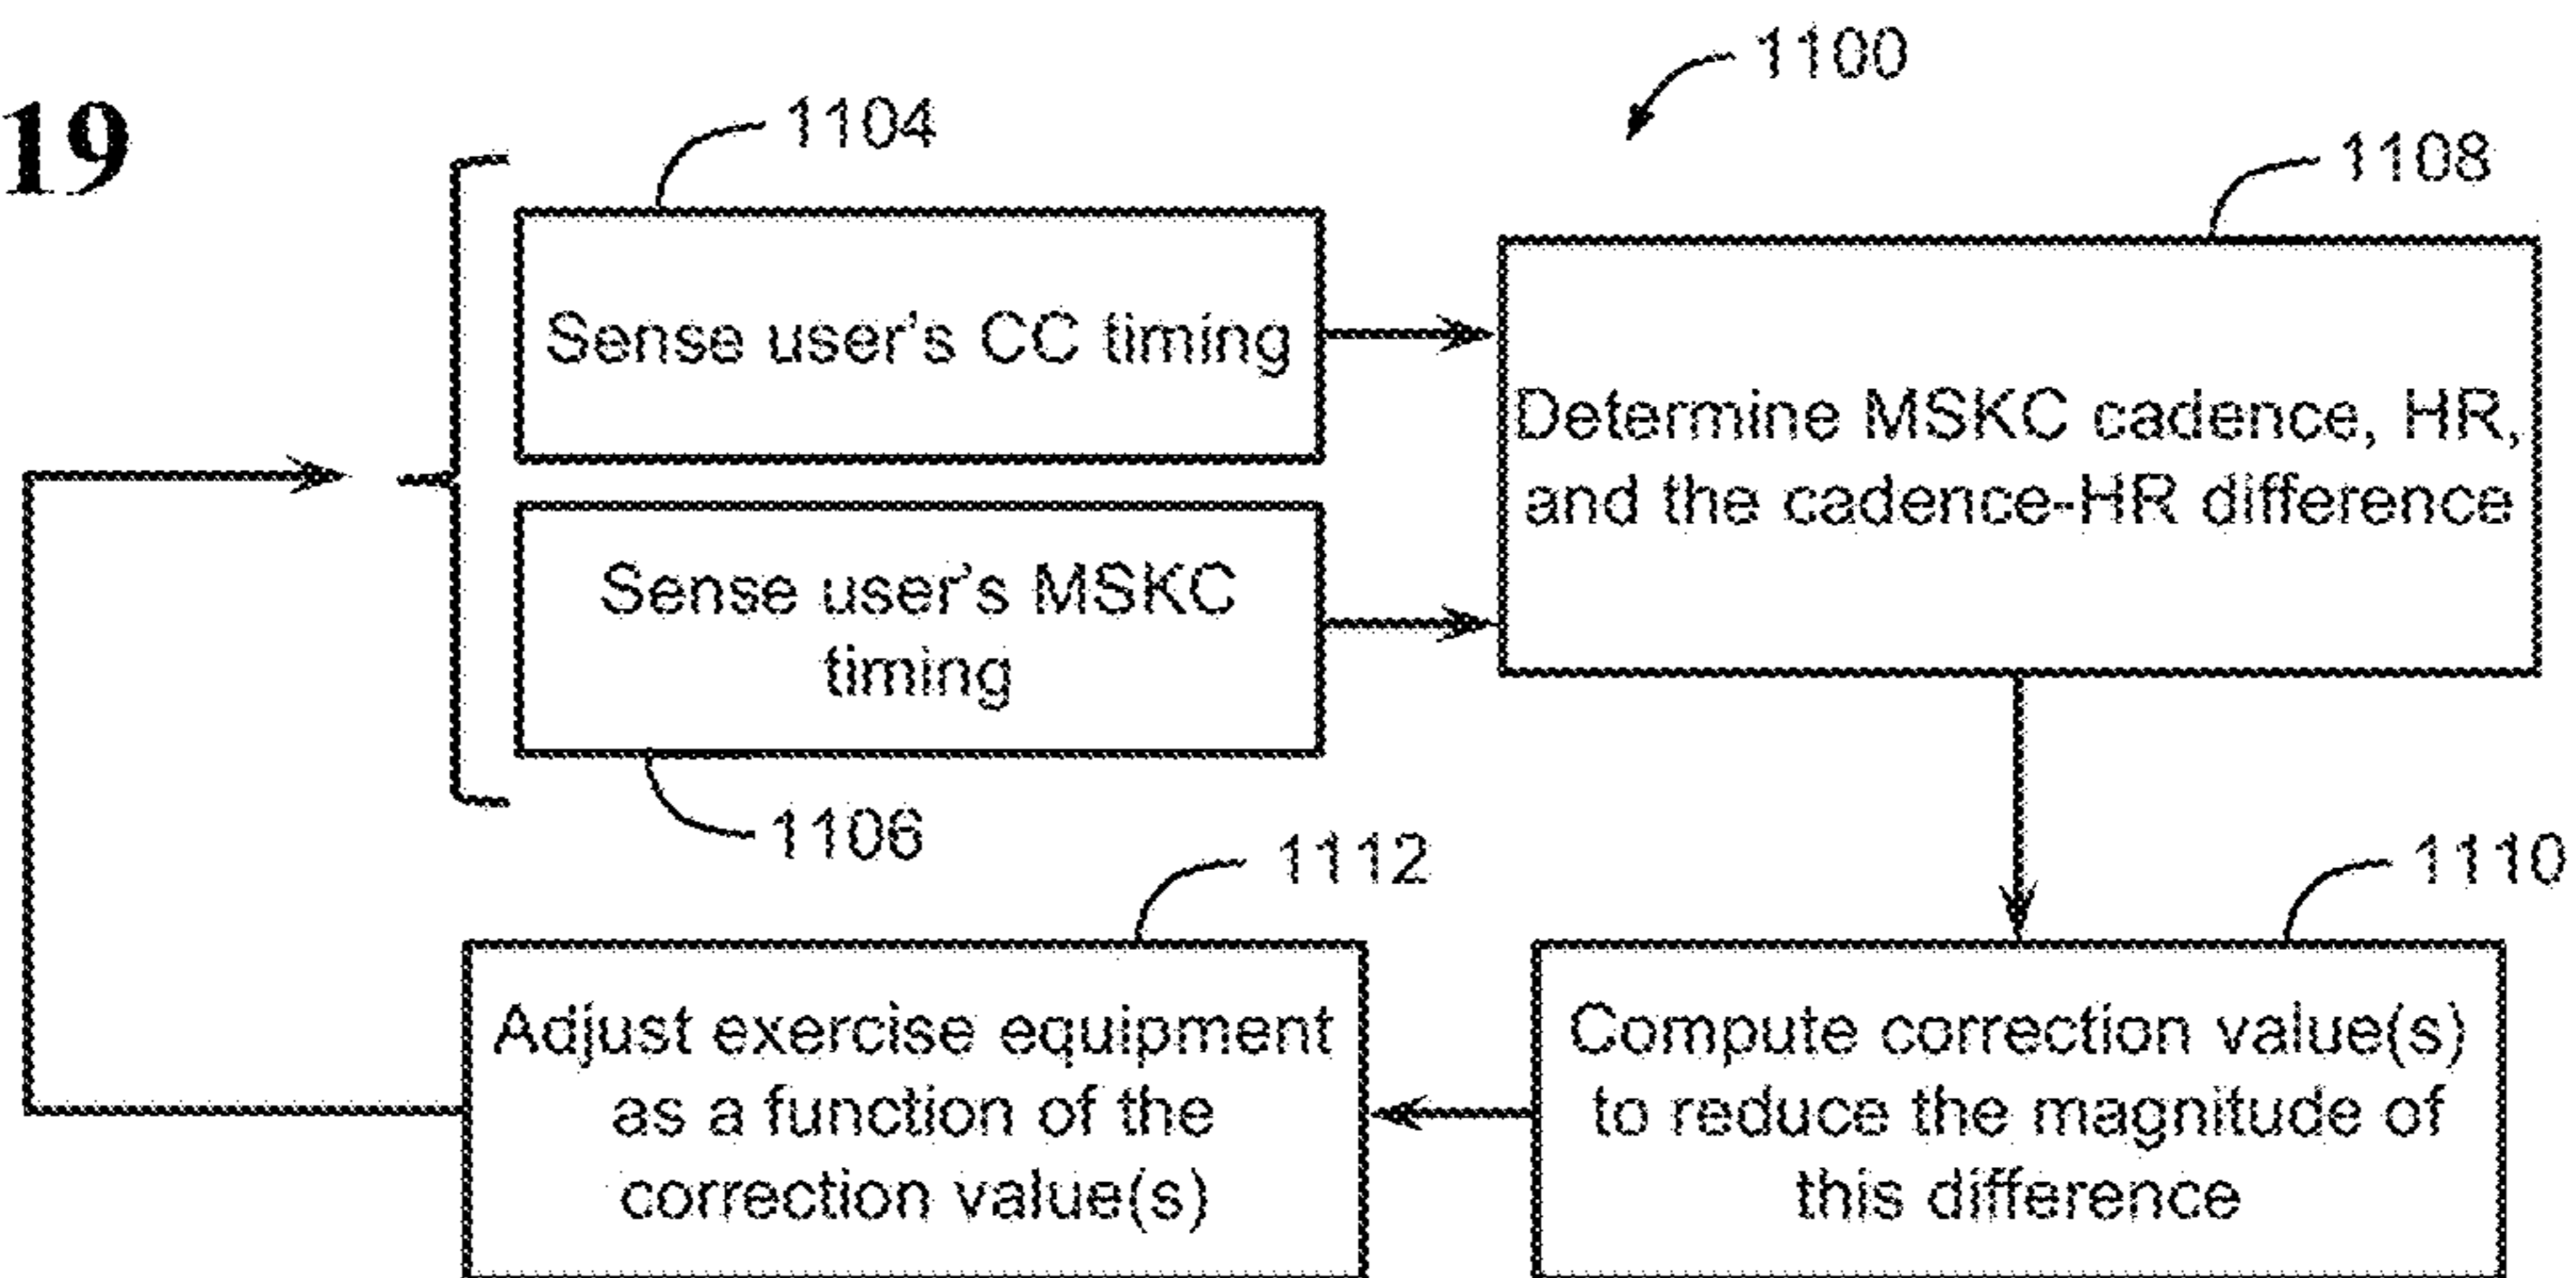 19
1100
1104
1108
Sense user's CC timing
Determine MSKC cadence, HR,
and the cadence-HR difference
Sense user's MSKC
timing
1106
1112
1110
Adjust exercise equipment
as a function of the
correction value(s)
Compute correction value(s)
to reduce the magnitude of
this difference